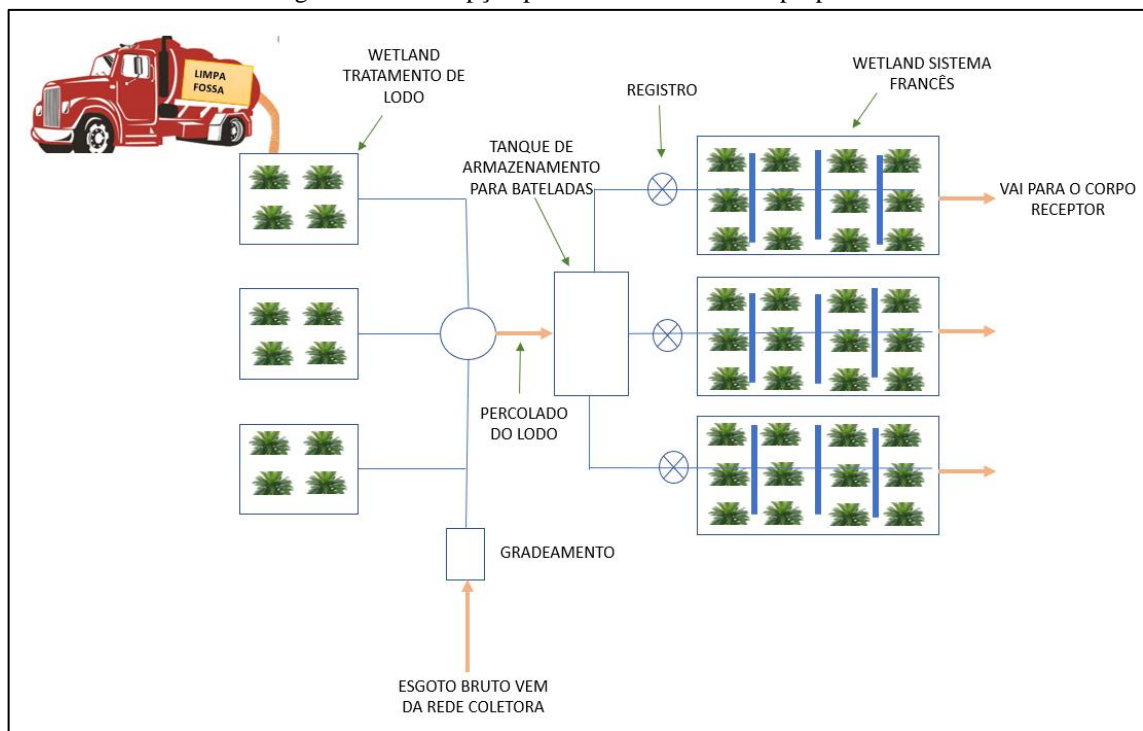 LIMPA
FOSSA
WETLAND
TRATAMENTO DE
LODO
TANQUE DE
ARMAZENAMENTO
PARA BATELADAS
REGISTRO
WETLAND SISTEMA
FRANCÊS
VAI PARA O CORPO
RECEPTOR
PERCOLADO
DO LODO
GRADEAMENTO
ESGOTO BRUTO VEM
DA REDE COLETORA